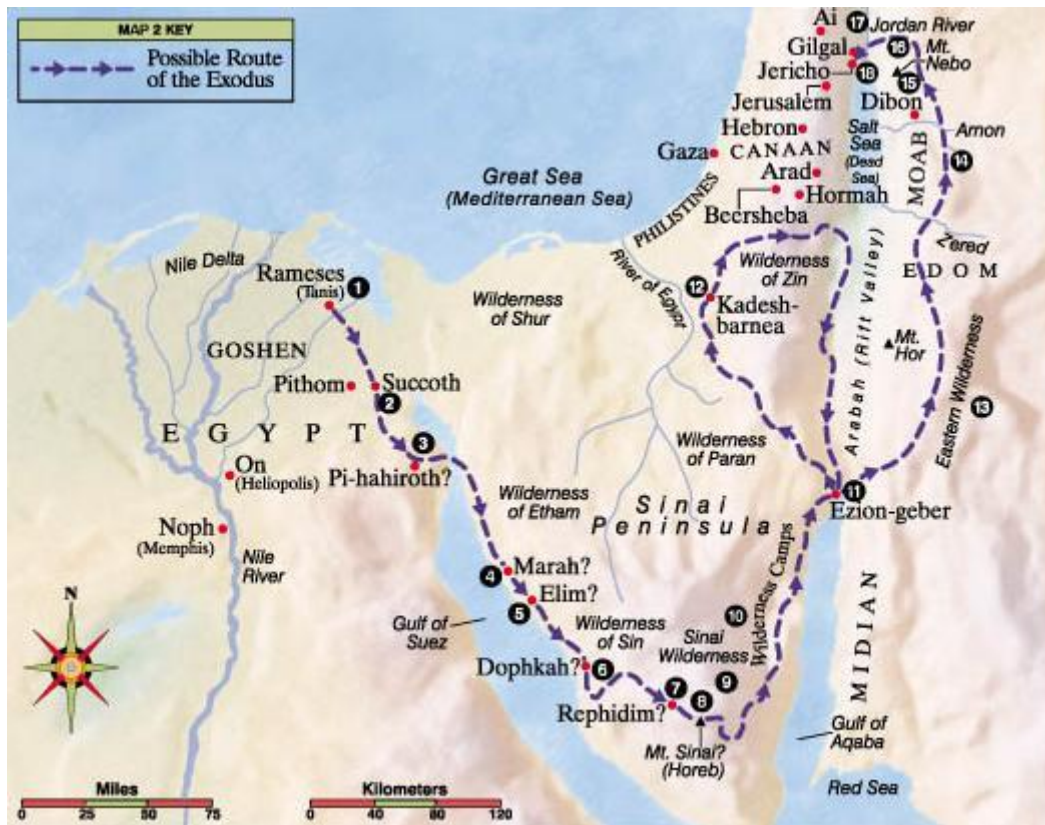 MAP 2 KEY
Possible Route
of the Exodus
Ai
17
Jordan River
Gilgal
16
Mt.
Nebo
Jericho
18
15
Jerusalem
Dibon
Hebron
Salt
Sea
(Dead
Sea)
Arnon
Gaza
CANAAN
MOAB
14
Arad
Hormah
Beersheba
Great Sea
(Mediterranean Sea)
PHILISTINES
Zered
EDOM
Nile Delta
Rameses
(Tanis)
1
River of Egypt
Wilderness
of Zin
12
Kadesh-
barnea
Wilderness
of Shur
Arabah (Rift Valley)
Mt.
Hor
GOSHEN
Pithom
Succoth
2
Eastern Wilderness
13
EGYPT
3
Pi-hahiroth?
Wilderness
of Paran
On
(Heliopolis)
Wilderness
of Etham
Sinai
Peninsula
11
Ezion-geber
Noph
(Memphis)
Nile
River
Marah?
4
Elim?
5
Wilderness Camps
N
Gulf of
Suez
Wilderness
of Sin
10
Sinai
Wilderness
MIDIAN
Dophkah?
6
7
8
9
Rephidim?
Mt. Sinai?
(Horeb)
Gulf of
Aqaba
Red Sea
Miles
0 25 50 75
Kilometers
0 40 80 120